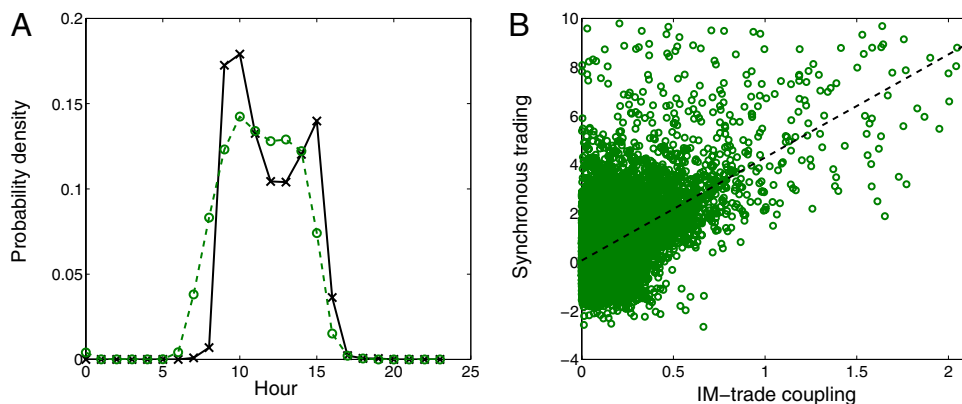 A
Probability density
0.2
0.15
0.1
0.05
0
0 5 10 15 20 25
Hour
B
Synchronous trading
10
8
6
4
2
0
−2
−4
0 0.5 1 1.5 2
IM−trade coupling